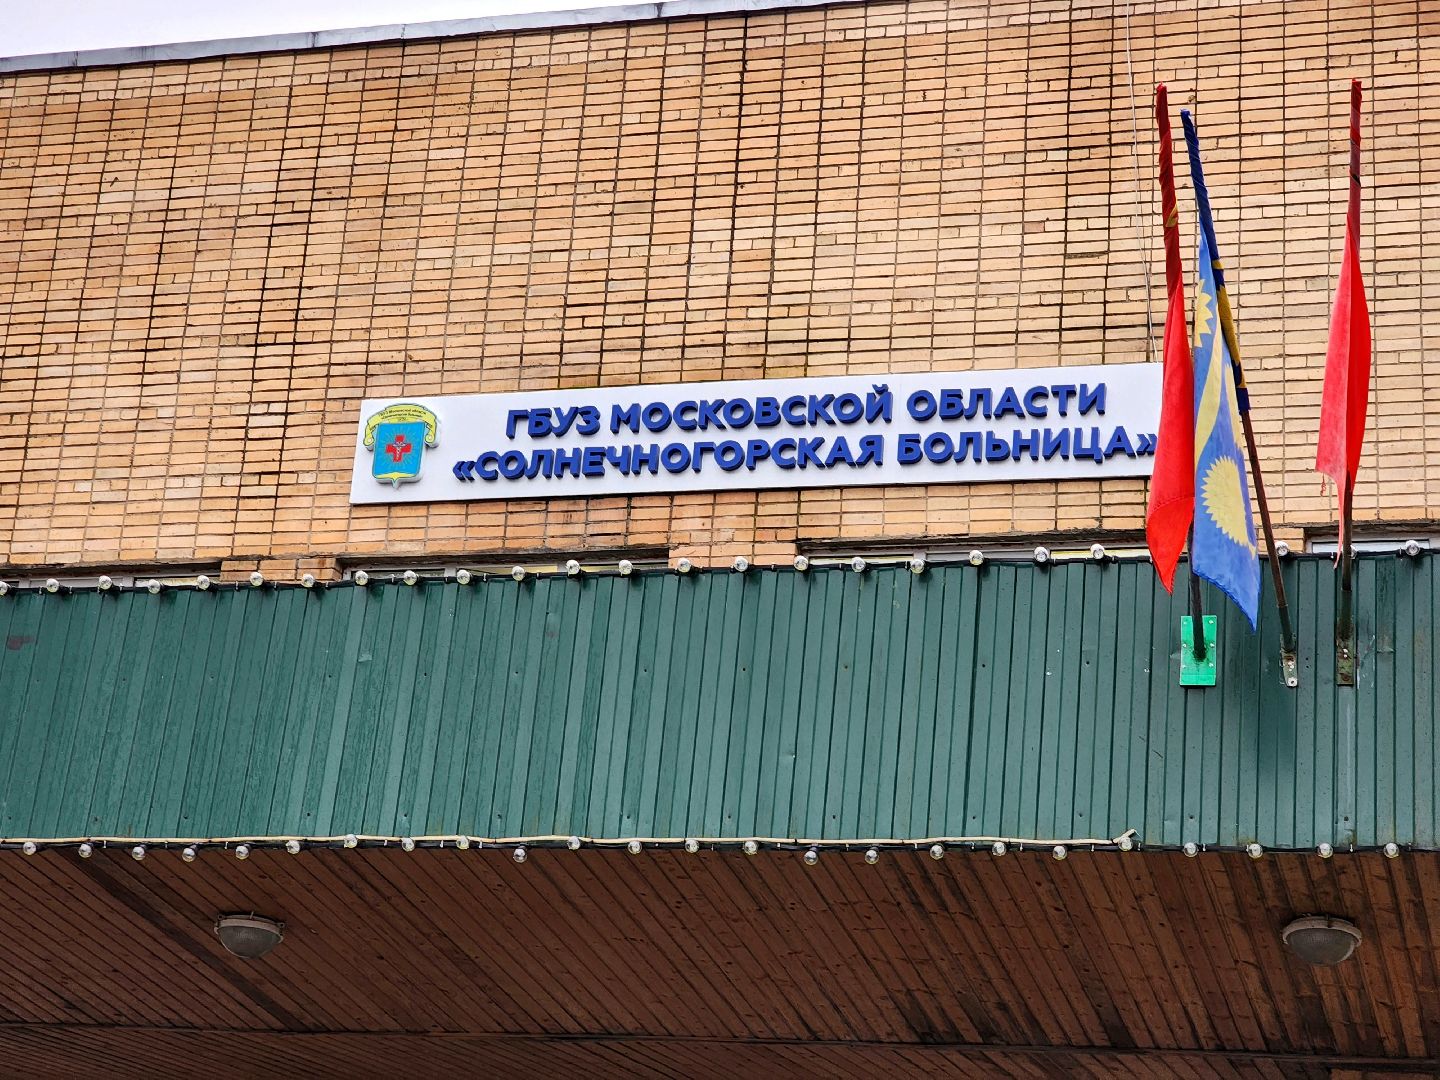 ГБУЗ МОСКОВСКОЙ ОБЛАСТИ
«СОЛНЕЧНОГОРСКАЯ БОЛЬНИЦА»